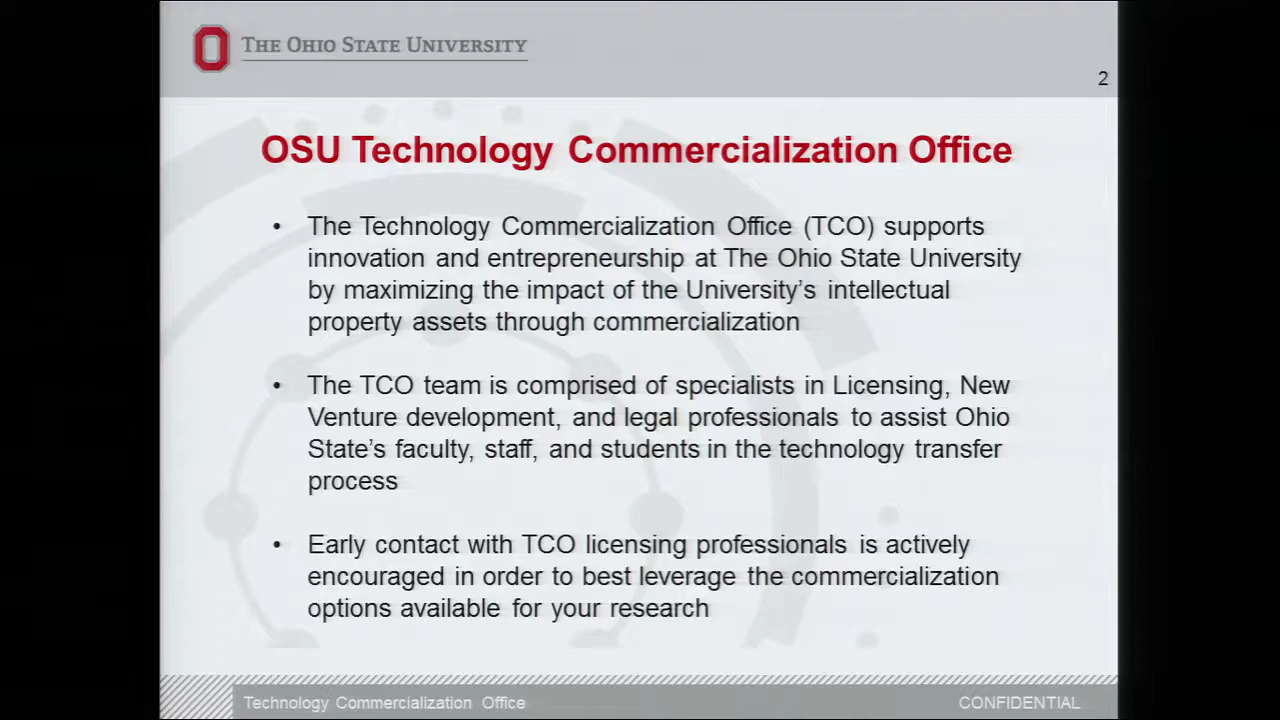 THE OHIO STATE UNIVERSITY
2
OSU Technology Commercialization Office
• The Technology Commercialization Office (TCO) supports
innovation and entrepreneurship at The Ohio State University
by maximizing the impact of the University's intellectual
property assets through commercialization
• The TCO team is comprised of specialists in Licensing, New
Venture development, and legal professionals to assist Ohio
State's faculty, staff, and students in the technology transfer
process
• Early contact with TCO licensing professionals is actively
encouraged in order to best leverage the commercialization
options available for your research
Technology Commercialization Office
CONFIDENTIAL